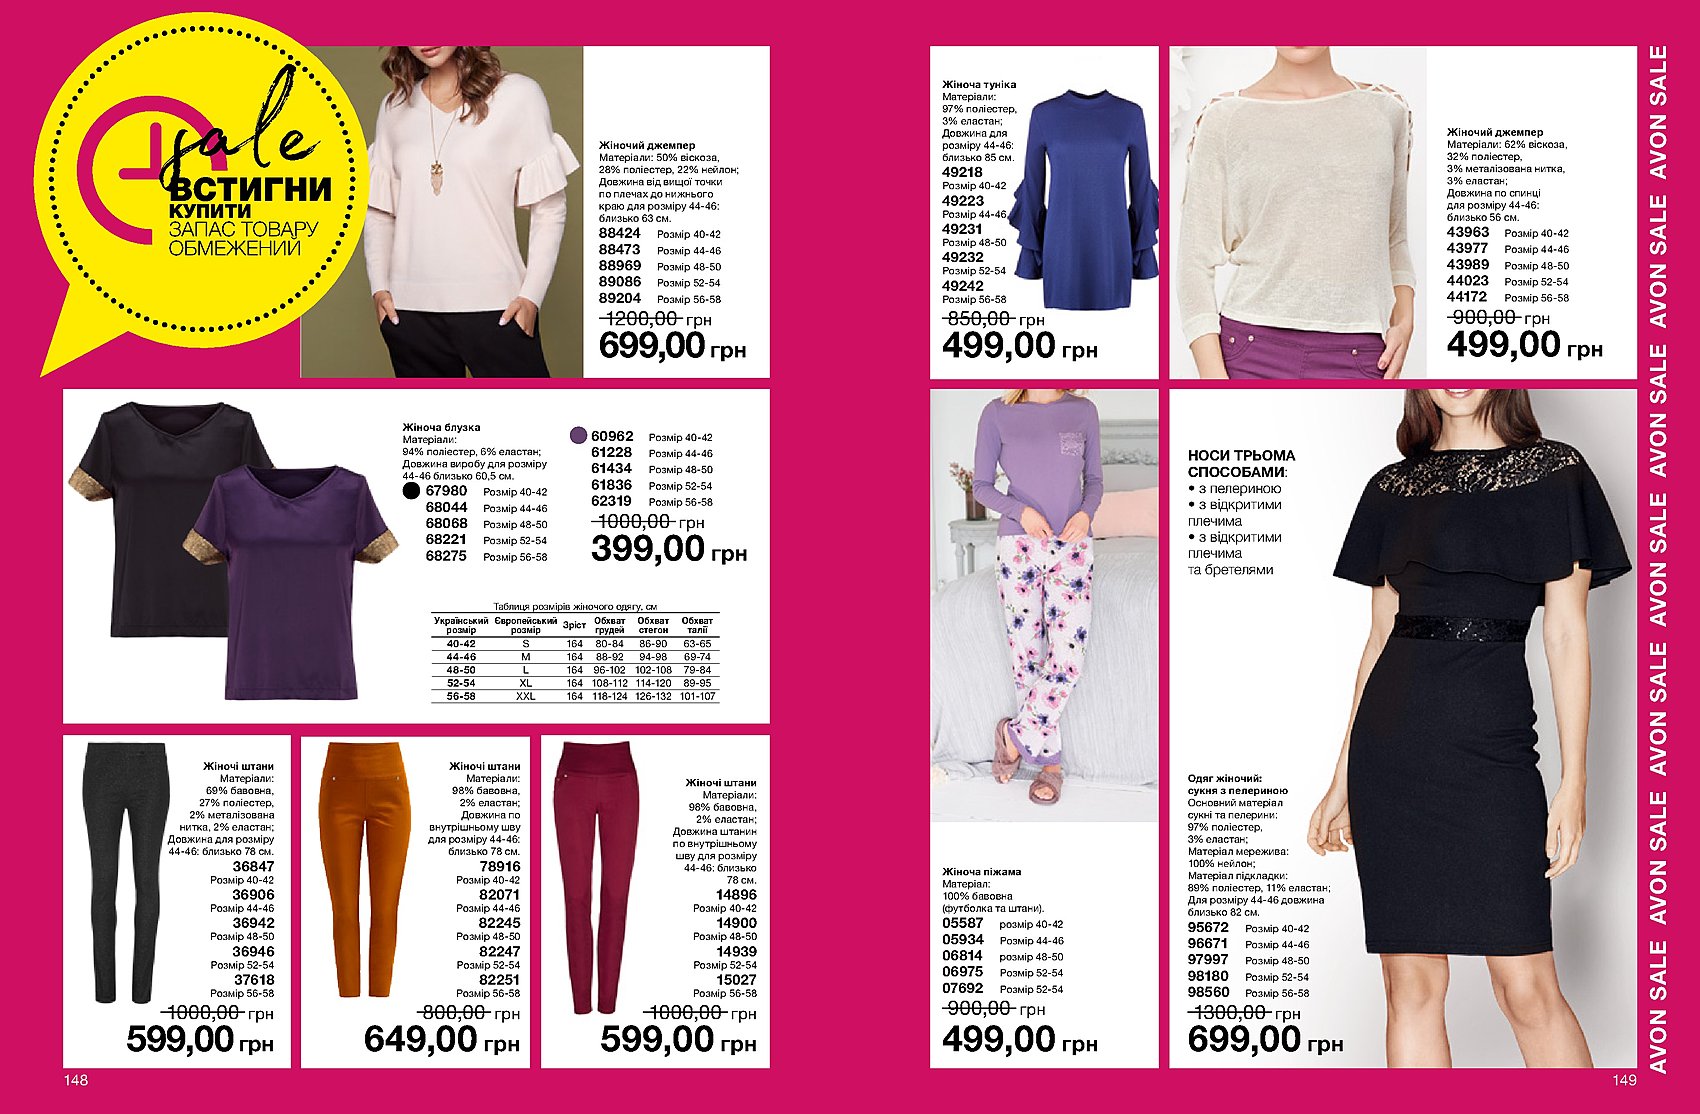 sale
ВСТИГНИ
КУПИТИ
ЗАПАС ТОВАРУ
ОБМЕЖЕНИЙ
Жіночий джемпер
Матеріали: 50% віскоза,
28% поліестер, 22% нейлон;
Довжина від вищої точки
по плечах до нижнього
краю для розміру 44-46:
близько 63 см.
88424 Розмір 40-42
88473 Розмір 44-46
88969 Розмір 48-50
89086 Розмір 52-54
89204 Розмір 56-58
1200,00 грн
699,00 грн
Жіноча блузка
Матеріали:
94% поліестер, 6% еластан;
Довжина виробу для розміру
44-46 близько 60,5 см.
67980 Розмір 40-42
68044 Розмір 44-46
68068 Розмір 48-50
68221 Розмір 52-54
68275 Розмір 56-58
60962 Розмір 40-42
61228 Розмір 44-46
61434 Розмір 48-50
61836 Розмір 52-54
62319 Розмір 56-58
1000,00 грн
399,00 грн
Таблиця розмірів жіночого одягу, см
Український розмір Європейський розмір Зріст Обхват грудей Обхват стегон Обхват талії
40-42 S 164 80-84 86-90 63-65
44-46 M 164 88-92 94-98 69-74
48-50 L 164 96-102 102-108 79-84
52-54 XL 164 108-112 114-120 89-95
56-58 XXL 164 118-124 126-132 101-107
Жіночі штани
Матеріали:
69% бавовна,
27% поліестер,
2% металізована
нитка, 2% еластан;
Довжина для розміру
44-46: близько 78 см.
36847
Розмір 40-42
36906
Розмір 44-46
36942
Розмір 48-50
36946
Розмір 52-54
37618
Розмір 56-58
1000,00 грн
599,00 грн
Жіночі штани
Матеріали:
98% бавовна,
2% еластан;
Довжина по
внутрішньому шву
для розміру 44-46:
близько 78 см.
78916
Розмір 40-42
82071
Розмір 44-46
82245
Розмір 48-50
82247
Розмір 52-54
82251
Розмір 56-58
800,00 грн
649,00 грн
Жіночі штани
Матеріали:
98% бавовна,
2% еластан;
Довжина штанин
по внутрішньому
шву для розміру
44-46: близько
78 см.
14896
Розмір 40-42
14900
Розмір 48-50
14939
Розмір 52-54
15027
Розмір 56-58
1000,00 грн
599,00 грн
148
Жіноча туніка
Матеріали:
97% поліестер,
3% еластан;
Довжина для
розміру 44-46:
близько 85 см.
49218
Розмір 40-42
49223
Розмір 44-46
49231
Розмір 48-50
49232
Розмір 52-54
49242
Розмір 56-58
850,00 грн
499,00 грн
Жіночий джемпер
Матеріали: 62% віскоза,
32% поліестер,
3% металізована нитка,
3% еластан;
Довжина по спинці
для розміру 44-46:
близько 56 см.
43963 Розмір 40-42
43977 Розмір 44-46
43989 Розмір 48-50
44023 Розмір 52-54
44172 Розмір 56-58
900,00 грн
499,00 грн
Жіноча піжама
Матеріал:
100% бавовна
(футболка та штани).
05587 розмір 40-42
05934 Розмір 44-46
06814 розмір 48-50
06975 Розмір 52-54
07692 Розмір 52-54
900,00 грн
499,00 грн
НОСИ ТРЬОМА
СПОСОБАМИ:
• з пелериною
• з відкритими
плечима
• з відкритими
плечима
та бретелями
Одяг жіночий:
сукня з пелериною
Основний матеріал
сукні та пелерини:
97% поліестер,
3% еластан;
Матеріал мережива:
100% нейлон;
Матеріал підкладки:
89% поліестер, 11% еластан;
Для розміру 44-46 довжина
близько 82 см.
95672 Розмір 40-42
96671 Розмір 44-46
97997 Розмір 48-50
98180 Розмір 52-54
98560 Розмір 56-58
1300,00 грн
699,00 грн
AVON SALE AVON SALE AVON SALE AVON SALE AVON SALE AVON SALE AVON SALE
149